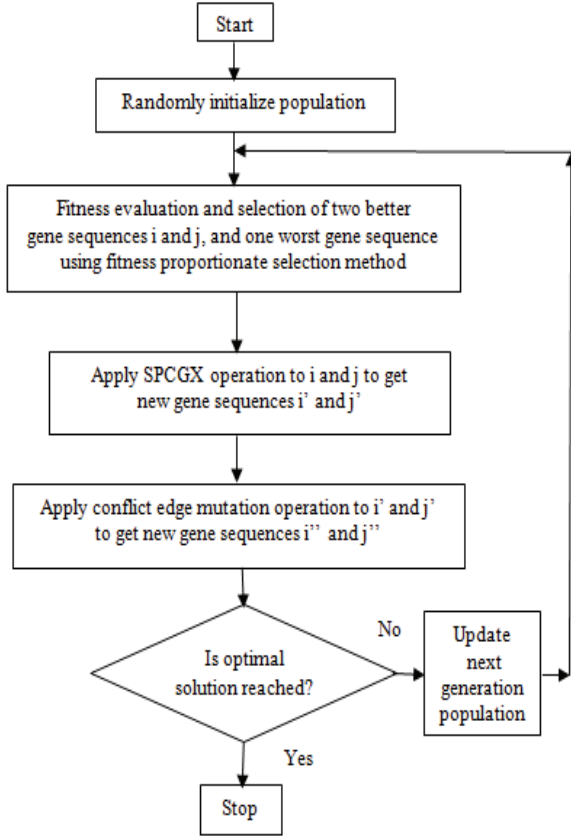 Start
Randomly initialize population
Fitness evaluation and selection of two better
gene sequences i and j, and one worst gene sequence
using fitness proportionate selection method
Apply SPCGX operation to i and j to get
new gene sequences i’ and j’
Apply conflict edge mutation operation to i’ and j’
to get new gene sequences i’’ and j’’
Is optimal
solution reached?
No
Update
next
generation
population
Yes
Stop